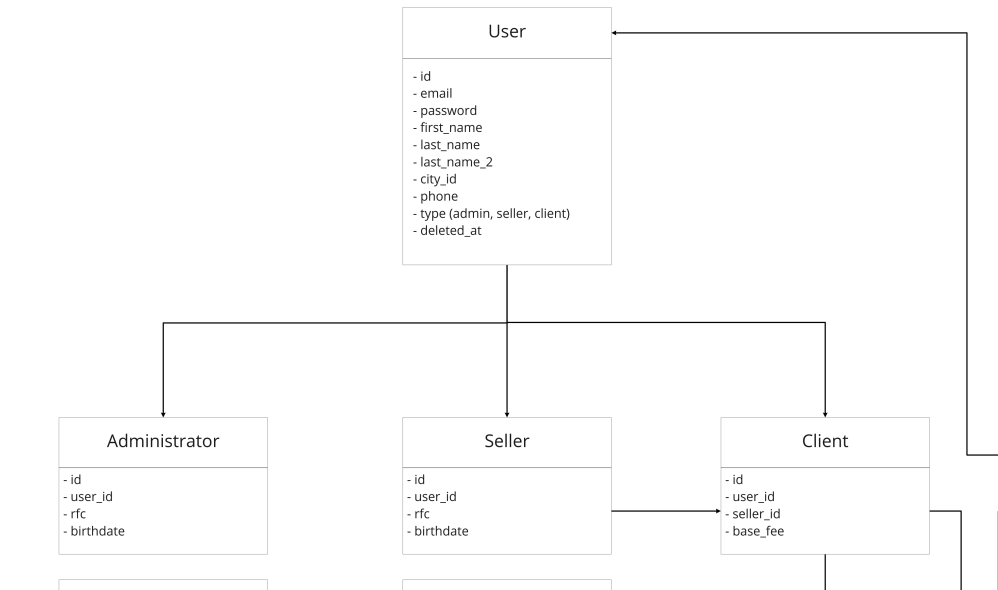 User
- id
- email
- password
- first_name
- last_name
- last_name_2
- city_id
- phone
- type (admin, seller, client)
- deleted_at
Administrator
- id
- user_id
- rfc
- birthdate
Seller
- id
- user_id
- rfc
- birthdate
Client
- id
- user_id
- seller_id
- base_fee